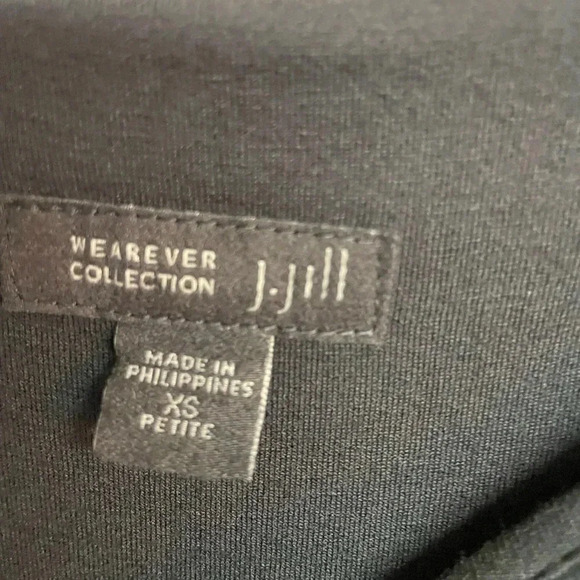 WEAREVER
COLLECTION
J.Jill
MADE IN
PHILIPPINES
XS
PETITE